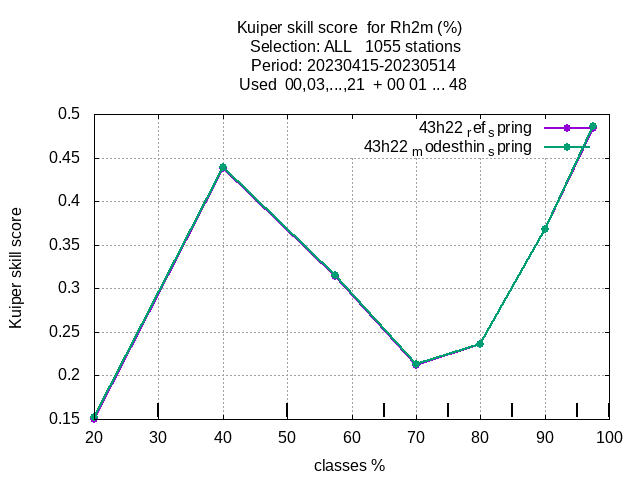 Kuiper skill score  for Rh2m (%)
Selection: ALL   1055 stations
Period: 20230415-20230514
Used  00,03,...,21  + 00 01 ... 48
43h22 ref spring
43h22 modesthin spring
0.5
0.45
0.4
0.35
0.3
0.25
0.2
0.15
Kuiper skill score
20 30 40 50 60 70 80 90 100
classes %